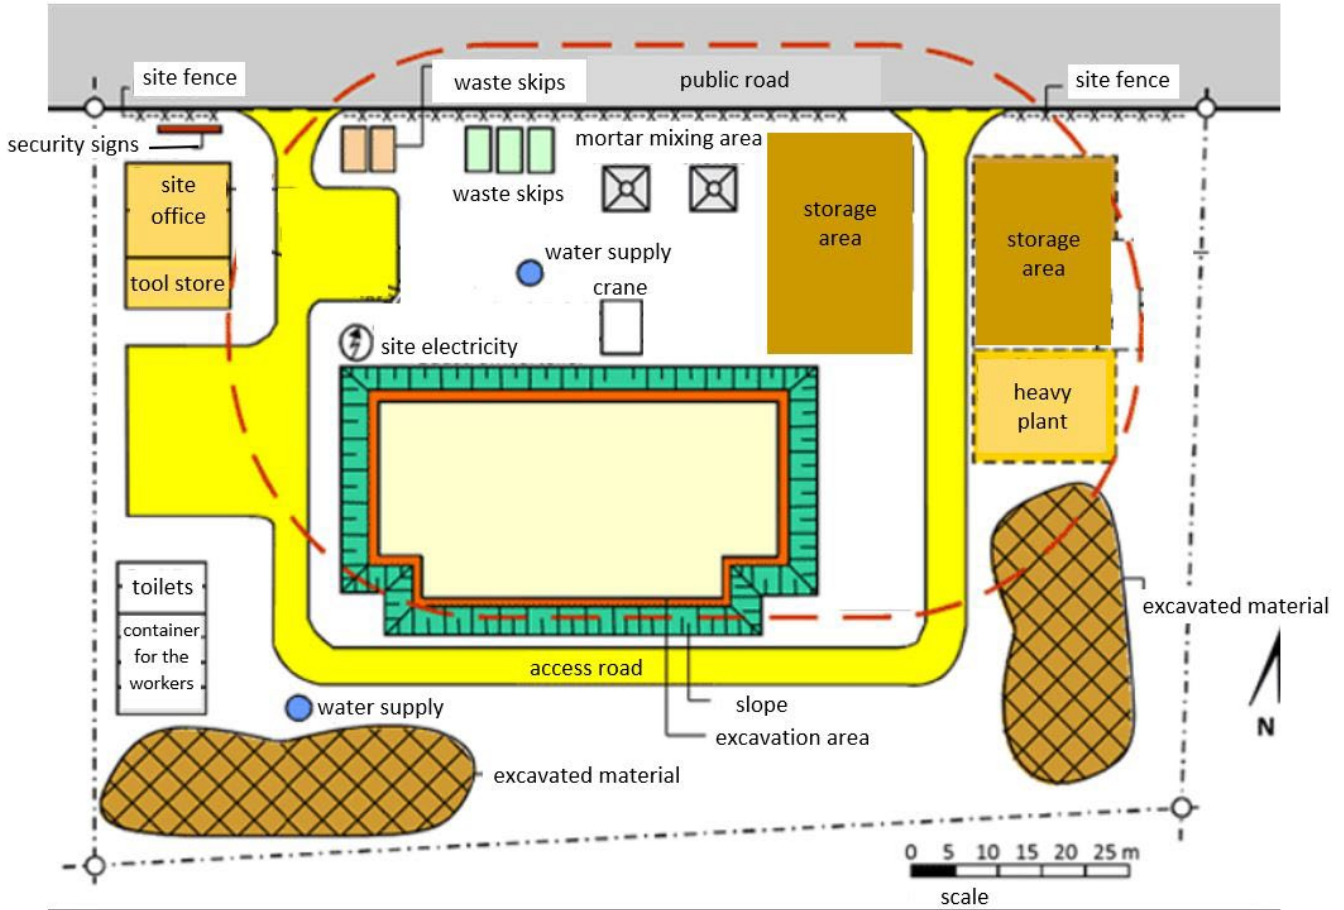 site fence
waste skips
public road
site fence
security signs
mortar mixing area
site
office
waste skips
storage
area
storage
area
water supply
tool store
crane
site electricity
heavy
plant
toilets
excavated material
container
for the
workers
access road
water supply
slope
excavation area
N
excavated material
0 5 10 15 20 25 m
scale